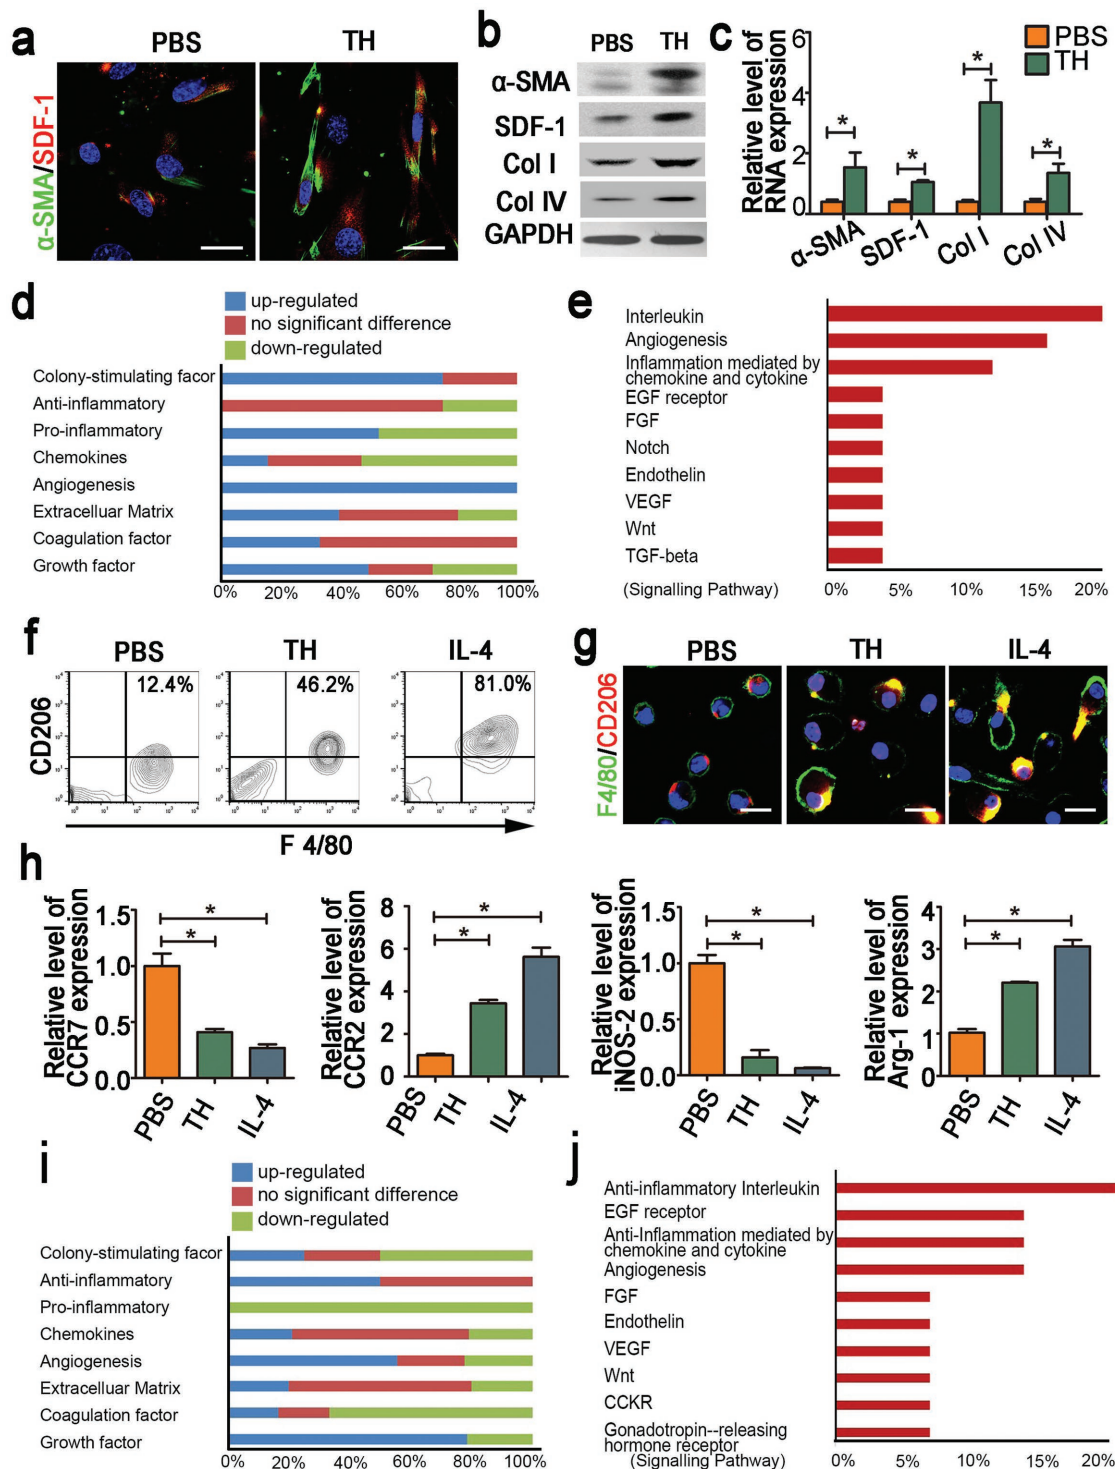 a
PBS
TH
α-SMA/SDF-1
b
PBS TH
α-SMA
SDF-1
Col I
Col IV
GAPDH
c
PBS
TH
Relative level of
RNA expression
6
4
2
0
* * * *
α-SMA SDF-1 Col I Col IV
d
up-regulated
no significant difference
down-regulated
Colony-stimulating facor
Anti-inflammatory
Pro-inflammatory
Chemokines
Angiogenesis
Extracelluar Matrix
Coagulation factor
Growth factor
0% 20% 40% 60% 80% 100%
e
Interleukin
Angiogenesis
Inflammation mediated by
chemokine and cytokine
EGF receptor
FGF
Notch
Endothelin
VEGF
Wnt
TGF-beta
(Signalling Pathway) 0% 5% 10% 15% 20%
f
PBS TH IL-4
CD206
12.4% 46.2% 81.0%
F 4/80
g
PBS TH IL-4
F4/80/CD206
h
Relative level of
CCR7 expression
1.5
1.0
0.5
0.0
*
*
PBS TH IL-4
Relative level of
CCR2 expression
8
6
4
2
0
*
*
PBS TH IL-4
Relative level of
iNOS-2 expression
1.5
1.0
0.5
0.0
*
*
PBS TH IL-4
Relative level of
Arg-1 expression
4
3
2
1
0
*
*
PBS TH IL-4
i
up-regulated
no significant difference
down-regulated
Colony-stimulating facor
Anti-inflammatory
Pro-inflammatory
Chemokines
Angiogenesis
Extracelluar Matrix
Coagulation factor
Growth factor
0% 20% 40% 60% 80% 100%
j
Anti-inflammatory Interleukin
EGF receptor
Anti-Inflammation mediated by
chemokine and cytokine
Angiogenesis
FGF
Endothelin
VEGF
Wnt
CCKR
Gonadotropin--releasing
hormone receptor
(Signalling Pathway) 0% 5% 10% 15% 20%